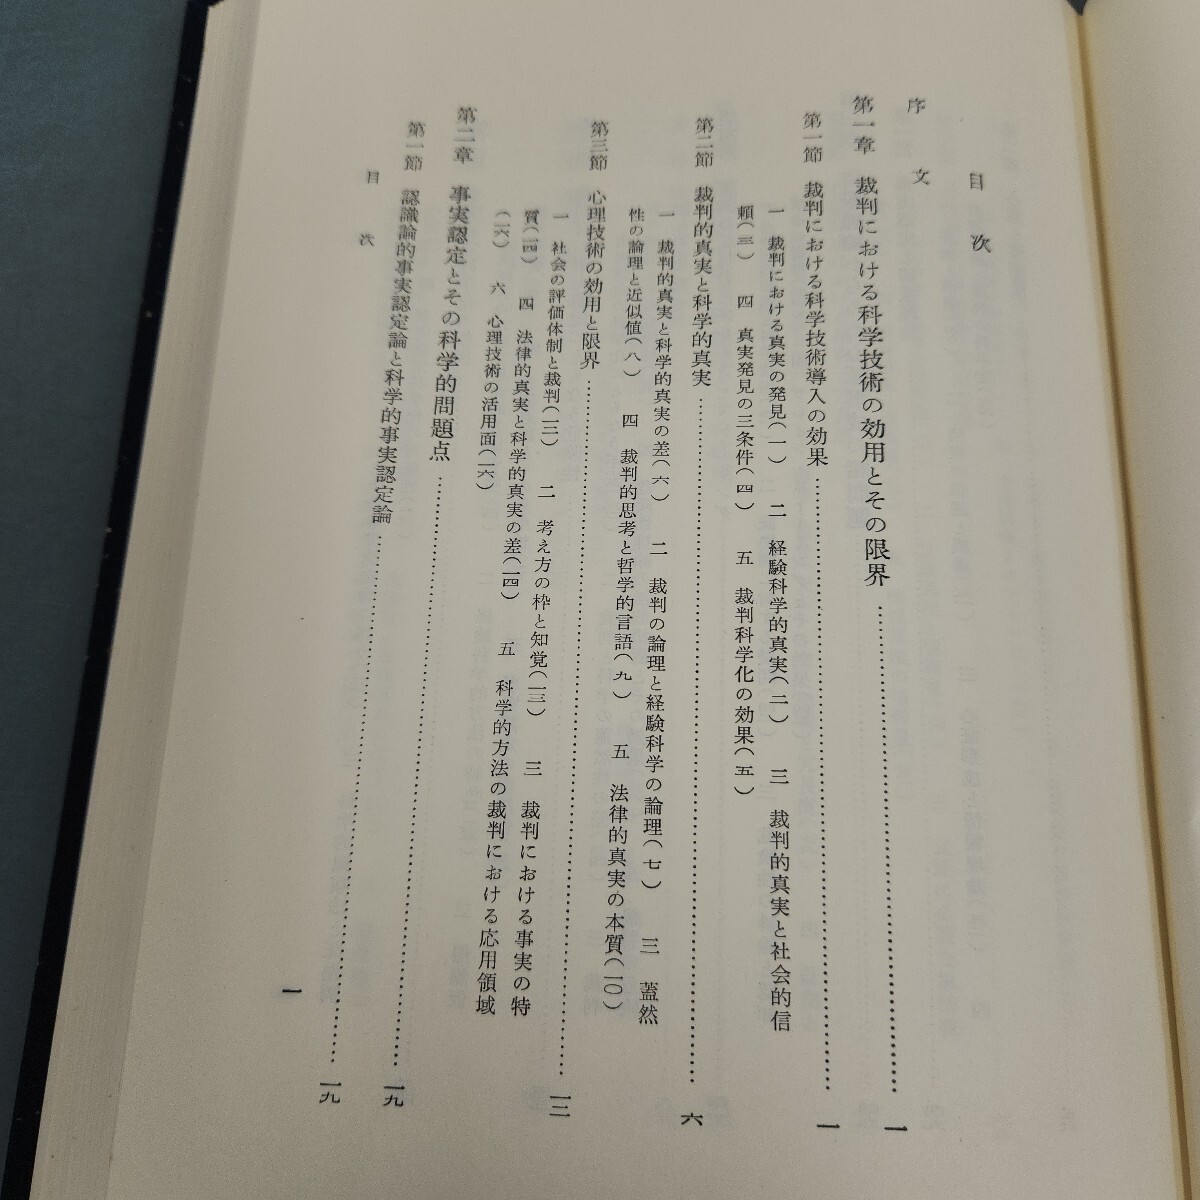 目次
序文
第一章 裁判における科学技術の効用とその限界……一
第一節 裁判における科学技術導入の効果……一
一 裁判における真実の発見(一) 二 経験科学的真実(二) 三 裁判的真実と社会的信
頼(三) 四 真実発見の三条件(四) 五 裁判科学化の効果(五)
第二節 裁判的真実と科学的真実……六
一 裁判的真実と科学的真実の差(六) 二 裁判の論理と経験科学の論理(七) 三 蓋然
性の論理と近似値(八) 四 裁判的思考と哲学的言語(九) 五 法律的真実の本質(一〇)
第三節 心理技術の効用と限界……一三
一 社会の評価体制と裁判(一三) 二 考え方の枠と知覚(一三) 三 裁判における事実の特
質(一四) 四 法律的真実と科学的真実の差(一四) 五 科学的方法の裁判における応用領域
(一六) 六 心理技術の活用面(一六)
第二章 事実認定とその科学的問題点……一九
第一節 認識論的事実認定論と科学的事実認定論……一九
目次
一